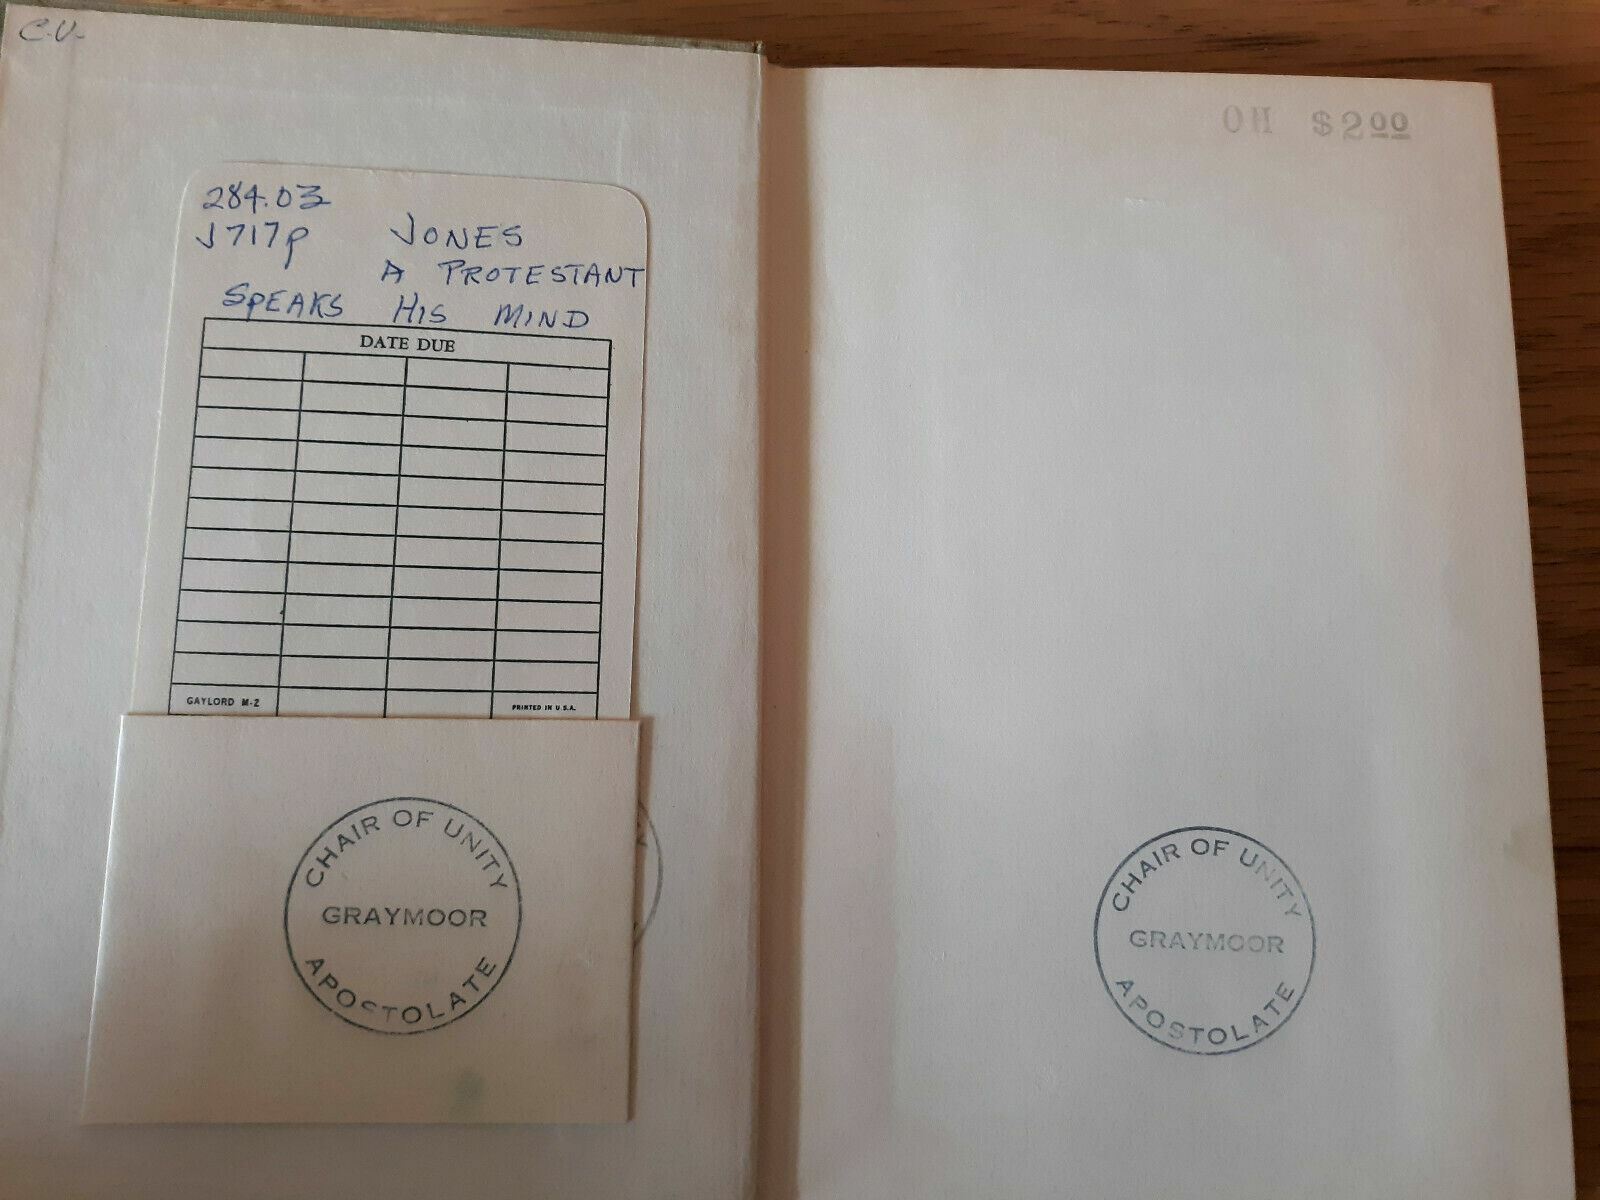 C.U.
284.03
J717p JONES
A PROTESTANT
SPEAKS HIS MIND
DATE DUE
GAYLORD M-2
PRINTED IN U.S.A.
CHAIR OF UNITY
GRAYMOOR
APOSTOLATE
OH $2.00
CHAIR OF UNITY
GRAYMOOR
APOSTOLATE